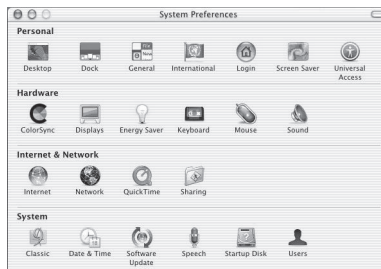 System Preferences
Personal
Desktop Dock General International Login Screen Saver Universal
Access
Hardware
ColorSync Displays Energy Saver Keyboard Mouse Sound
Internet & Network
Internet Network QuickTime Sharing
System
Classic Date & Time Software Speech Startup Disk Users
Update